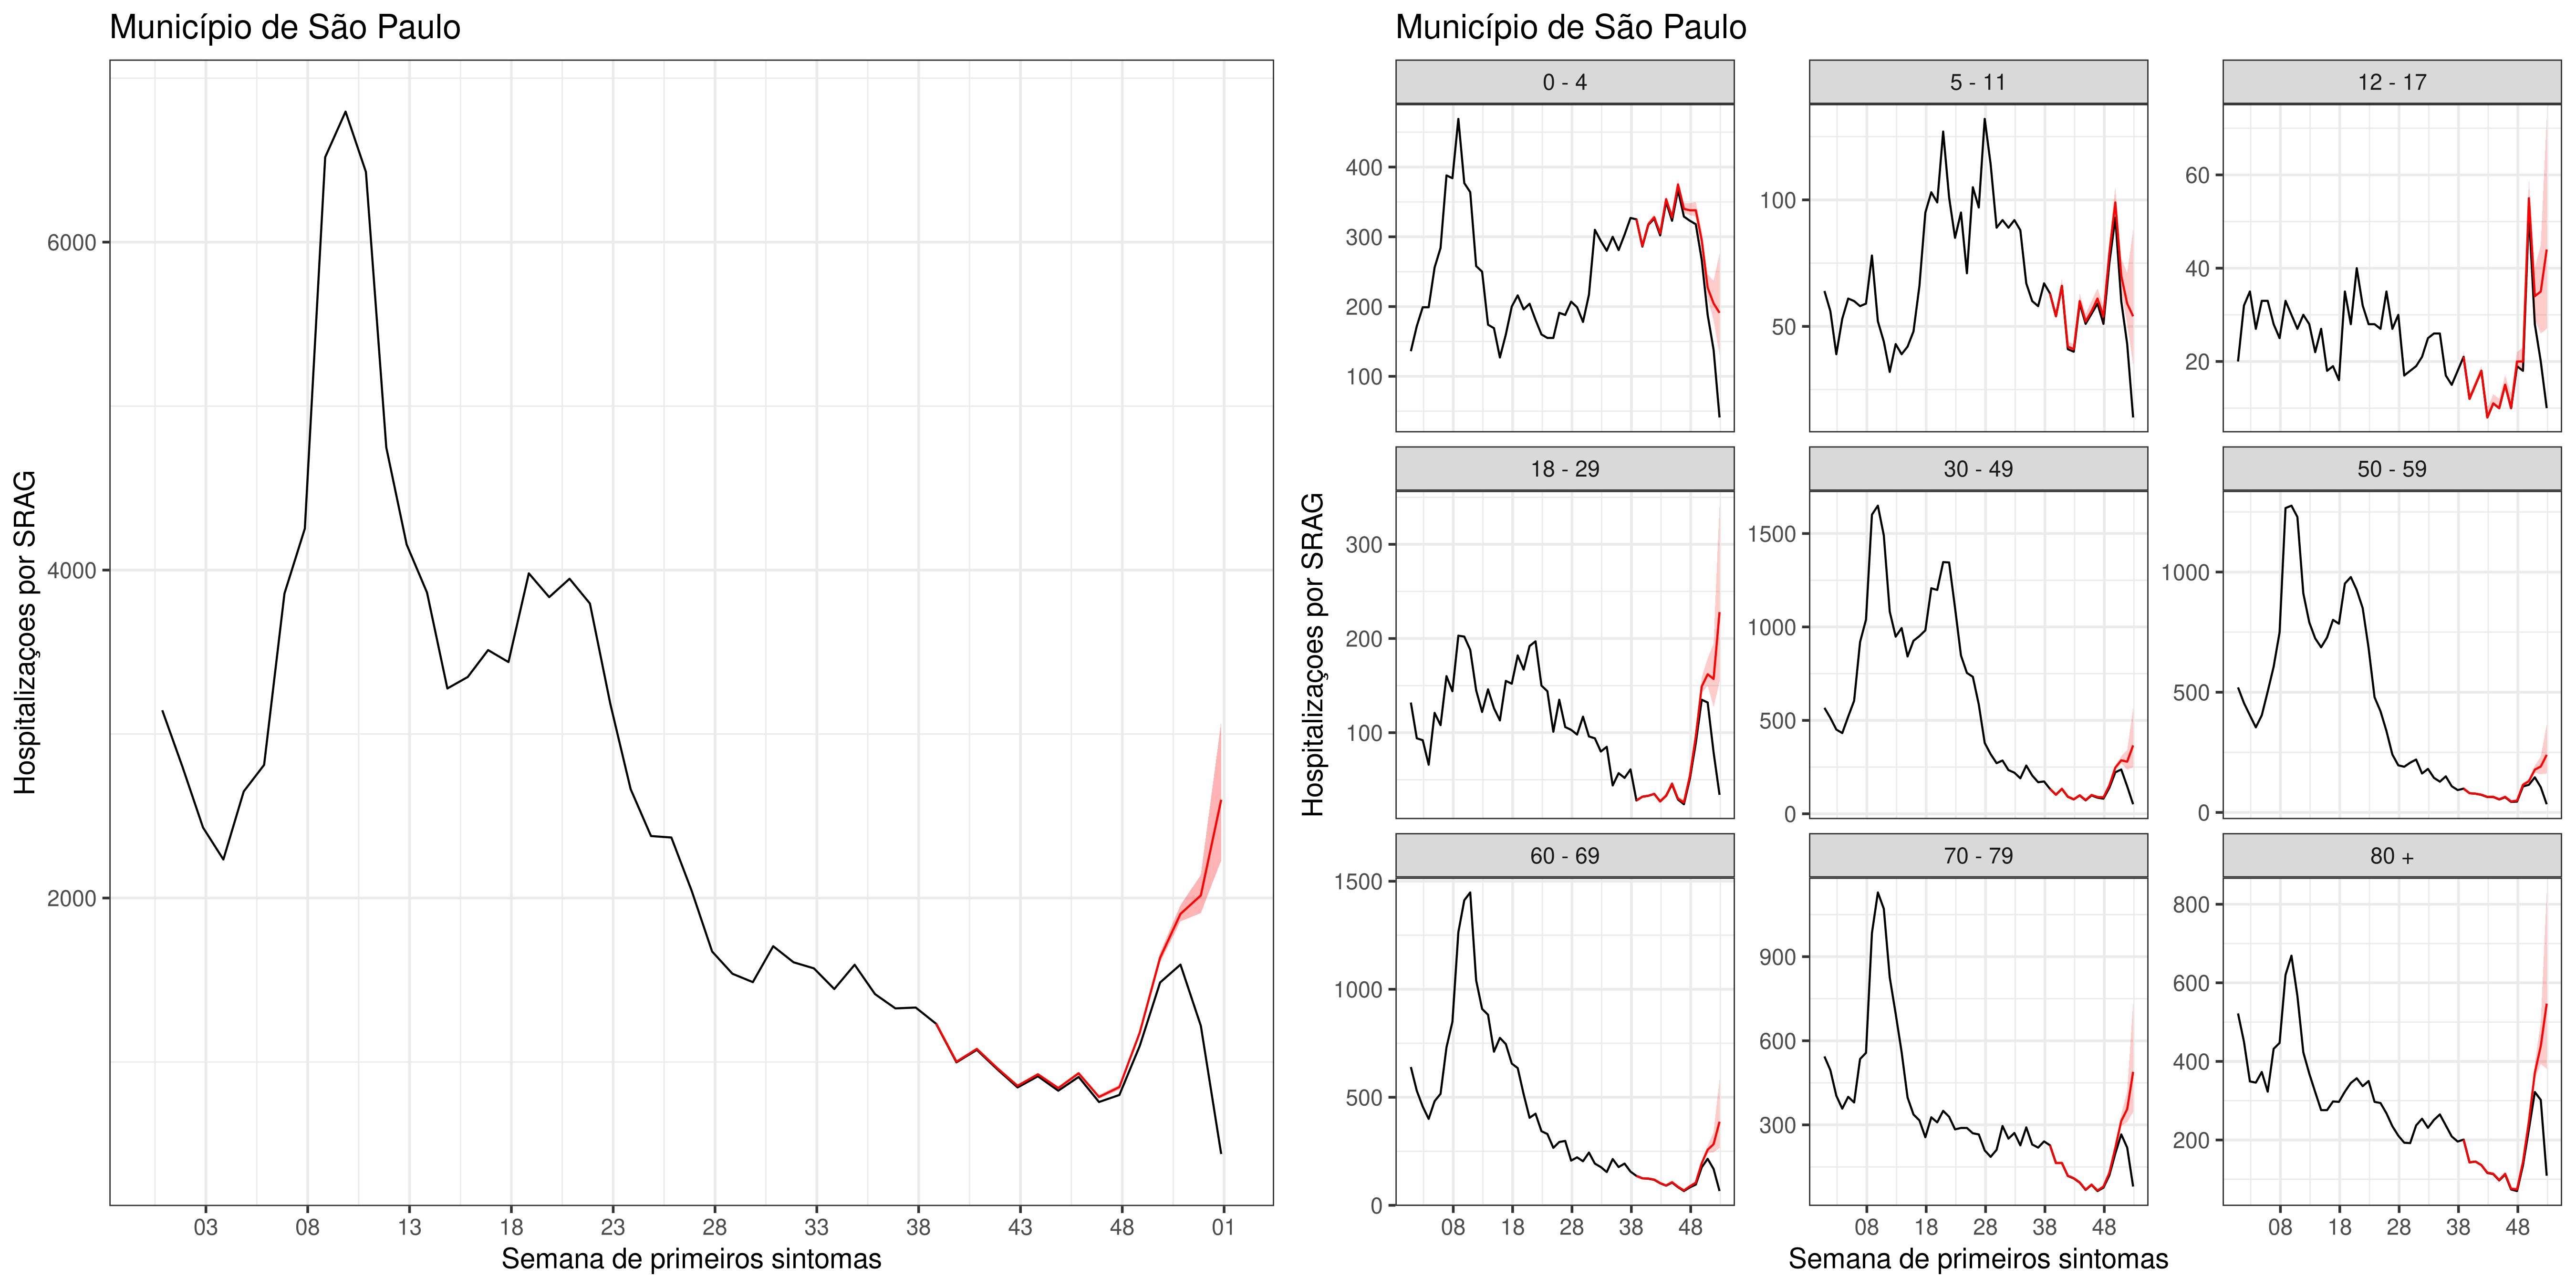 Município de São Paulo
Hospitalizaçoes por SRAG
6000
4000
2000
03 08 13 18 23 28 33 38 43 48 01
Semana de primeiros sintomas
Município de São Paulo
Hospitalizaçoes por SRAG
0 - 4
400
300
200
100
5 - 11
100
50
12 - 17
60
40
20
18 - 29
300
200
100
30 - 49
1500
1000
500
0
50 - 59
1000
500
0
60 - 69
1500
1000
500
0
70 - 79
900
600
300
80 +
800
600
400
200
08 18 28 38 48
08 18 28 38 48
08 18 28 38 48
Semana de primeiros sintomas